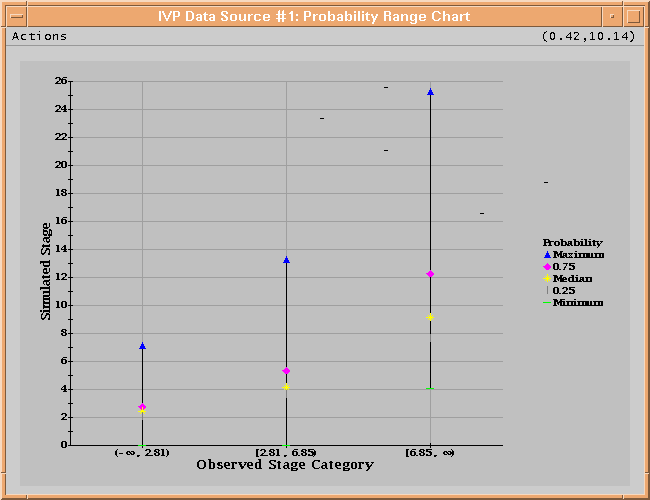 IVP Data Source #1: Probability Range Chart
Actions
(0.42,10.14)
26
24
22
20
18
16
14
12
10
8
6
4
2
0
Simulated Stage
(-∞, 2.81)
[2.81, 6.85)
[6.85, ∞)
Observed Stage Category
Probability
Maximum
0.75
Median
0.25
Minimum